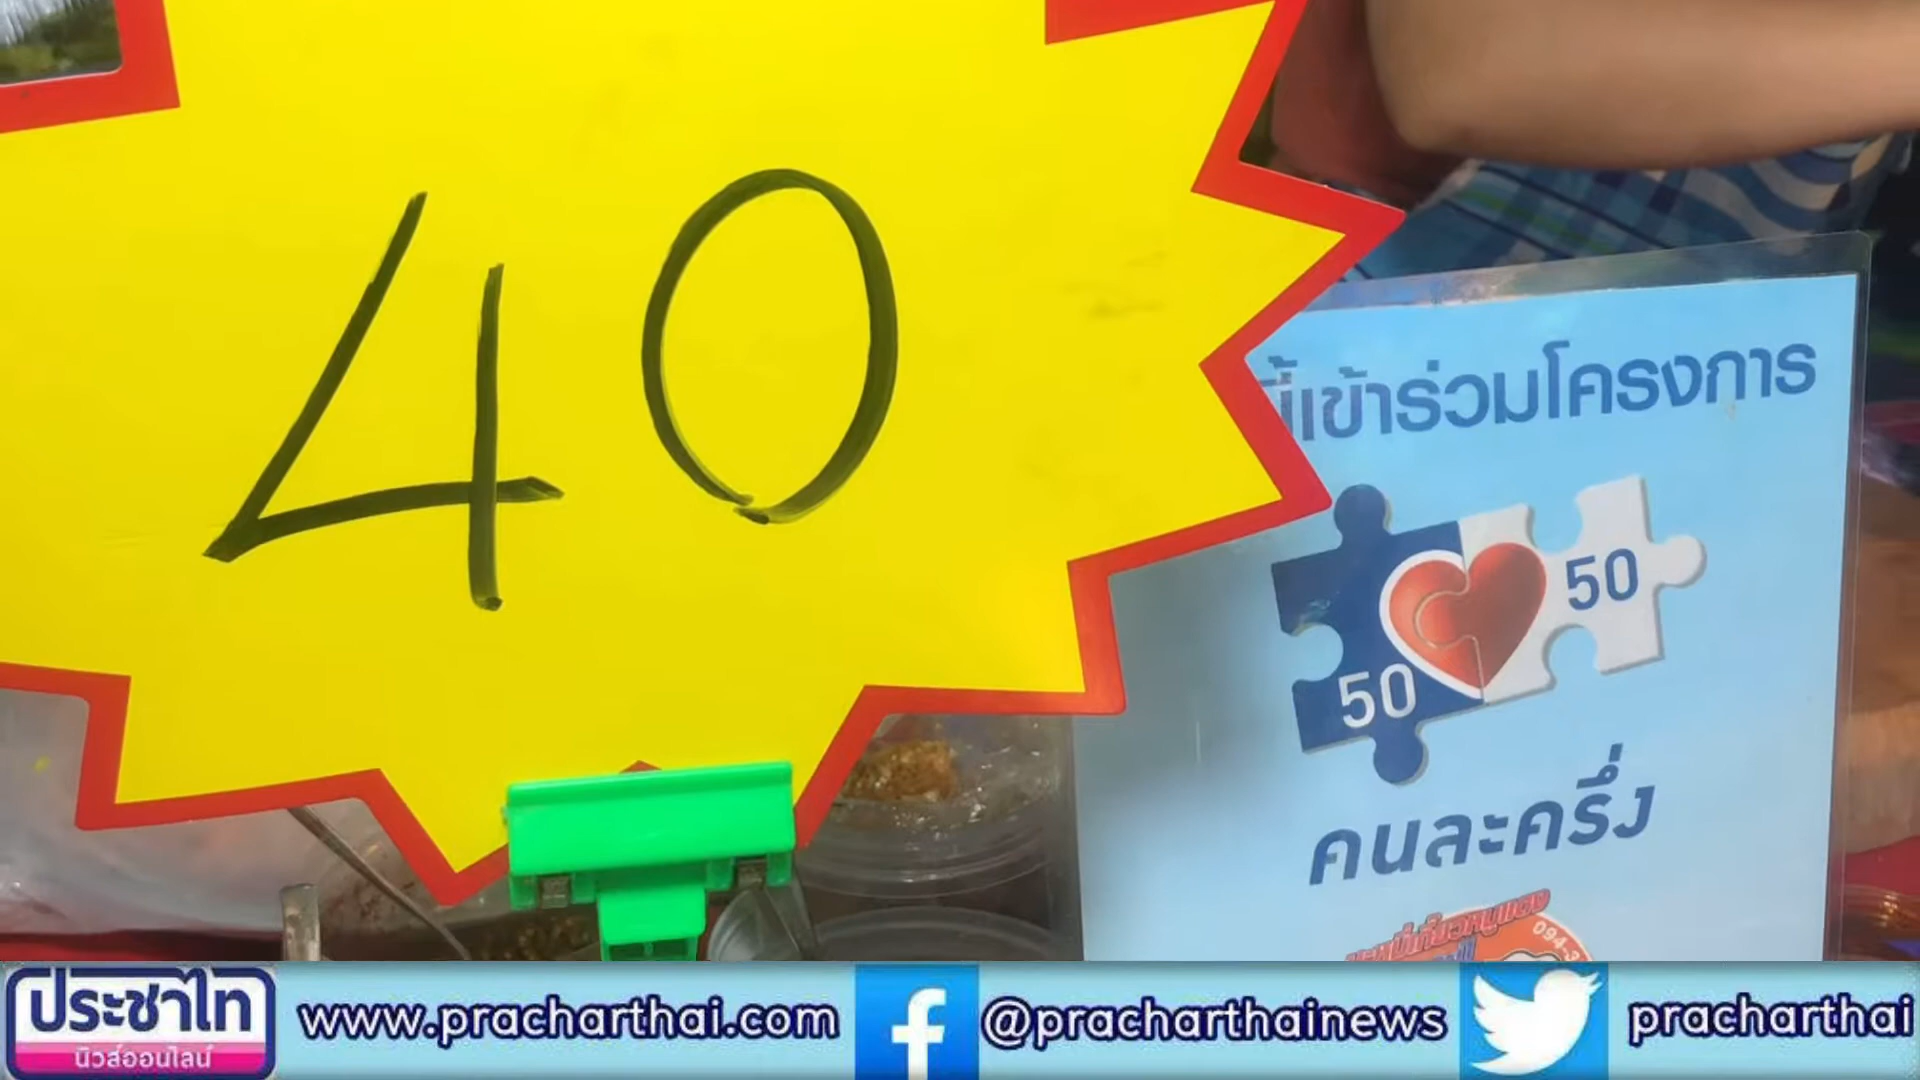 40
เข้าร่วมโครงการ
50
50
คนละครึ่ง
094-3
ประชาไท
นิวส์ออนไลน์
www.pracharthai.com
@pracharthainews
pracharthai